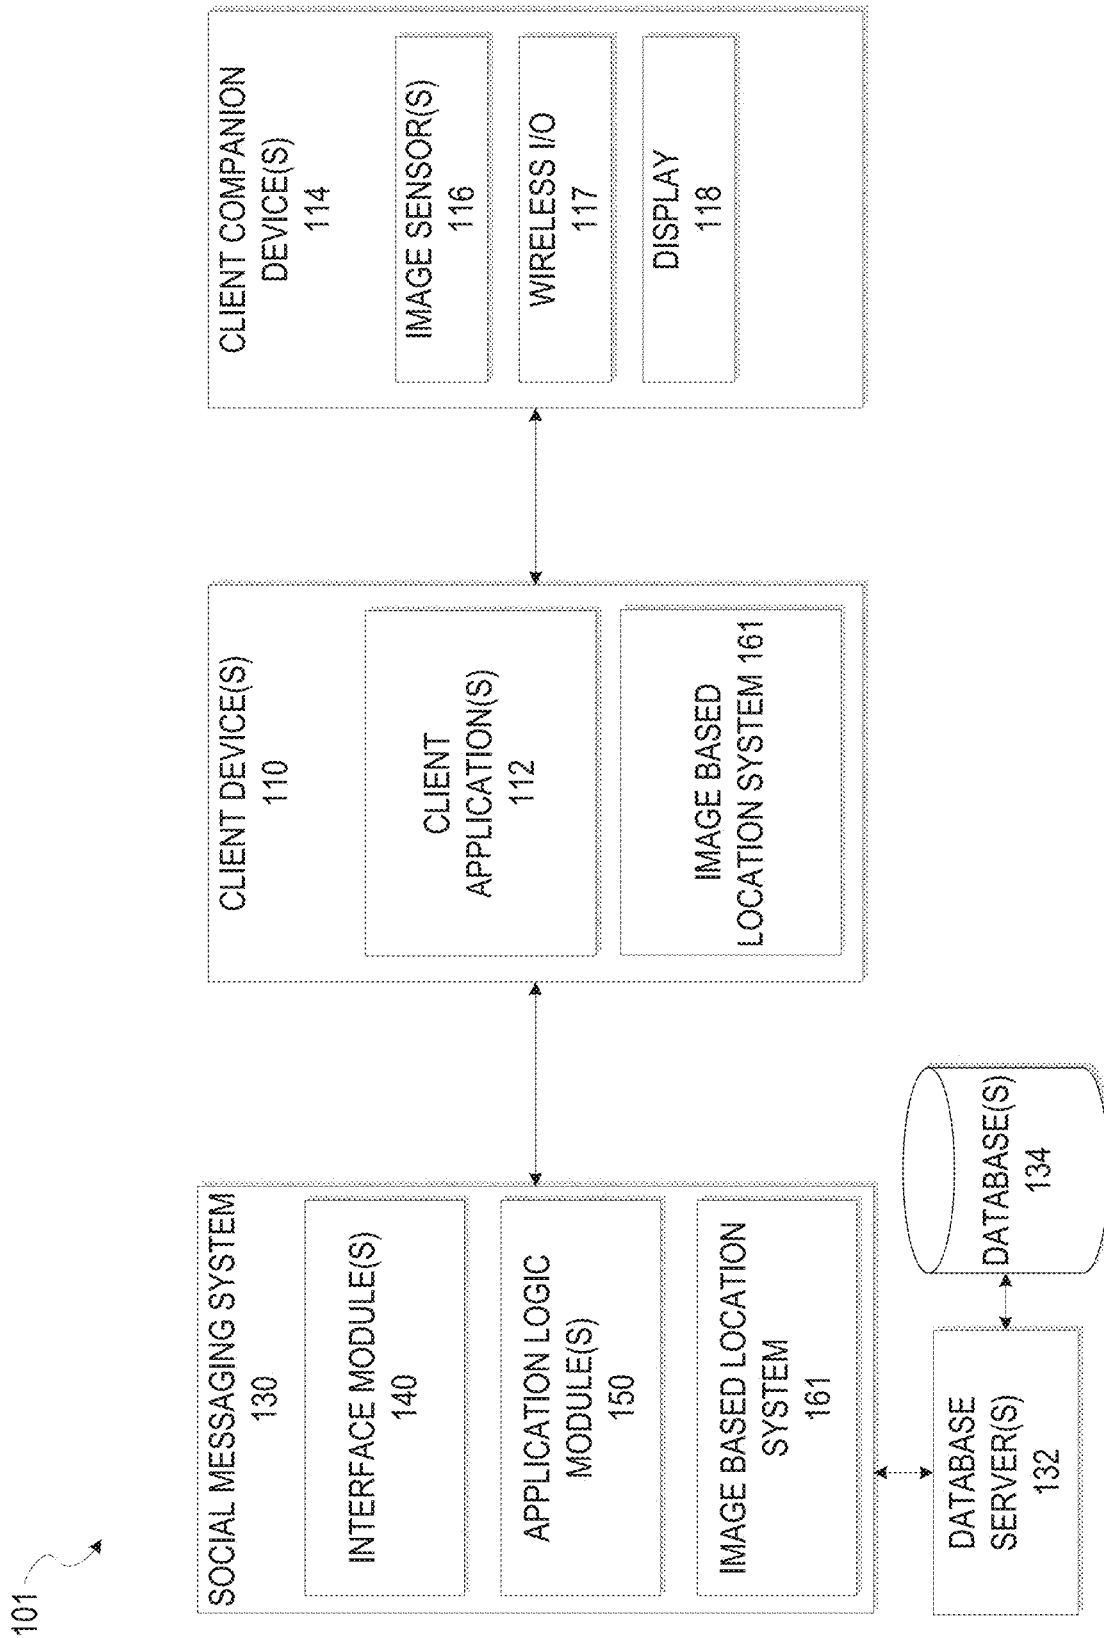 101
SOCIAL MESSAGING SYSTEM
130
INTERFACE MODULE(S)
140
APPLICATION LOGIC
MODULE(S)
150
IMAGE BASED LOCATION
SYSTEM
161
DATABASE
SERVER(S)
132
DATABASE(S)
134
CLIENT DEVICE(S)
110
CLIENT
APPLICATION(S)
112
IMAGE BASED
LOCATION SYSTEM 161
CLIENT COMPANION
DEVICE(S)
114
IMAGE SENSOR(S)
116
WIRELESS I/O
117
DISPLAY
118